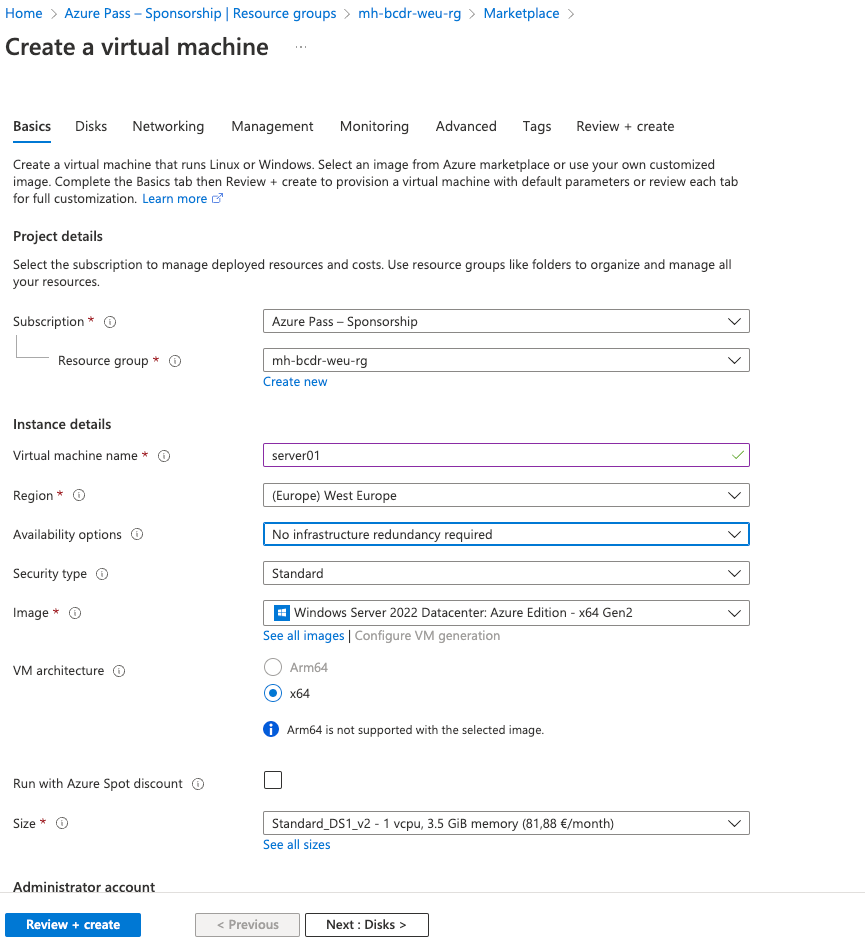 Home > Azure Pass – Sponsorship | Resource groups > mh-bcdr-weu-rg > Marketplace >
Create a virtual machine ...
Basics Disks Networking Management Monitoring Advanced Tags Review + create
Create a virtual machine that runs Linux or Windows. Select an image from Azure marketplace or use your own customized
image. Complete the Basics tab then Review + create to provision a virtual machine with default parameters or review each tab
for full customization. Learn more
Project details
Select the subscription to manage deployed resources and costs. Use resource groups like folders to organize and manage all
your resources.
Subscription * Azure Pass – Sponsorship
Resource group * mh-bcdr-weu-rg
Create new
Instance details
Virtual machine name * server01
Region * (Europe) West Europe
Availability options No infrastructure redundancy required
Security type Standard
Image * Windows Server 2022 Datacenter: Azure Edition - x64 Gen2
See all images | Configure VM generation
VM architecture Arm64
x64
Arm64 is not supported with the selected image.
Run with Azure Spot discount
Size * Standard_DS1_v2 - 1 vcpu, 3.5 GiB memory (81,88 €/month)
See all sizes
Administrator account
Review + create < Previous Next : Disks >